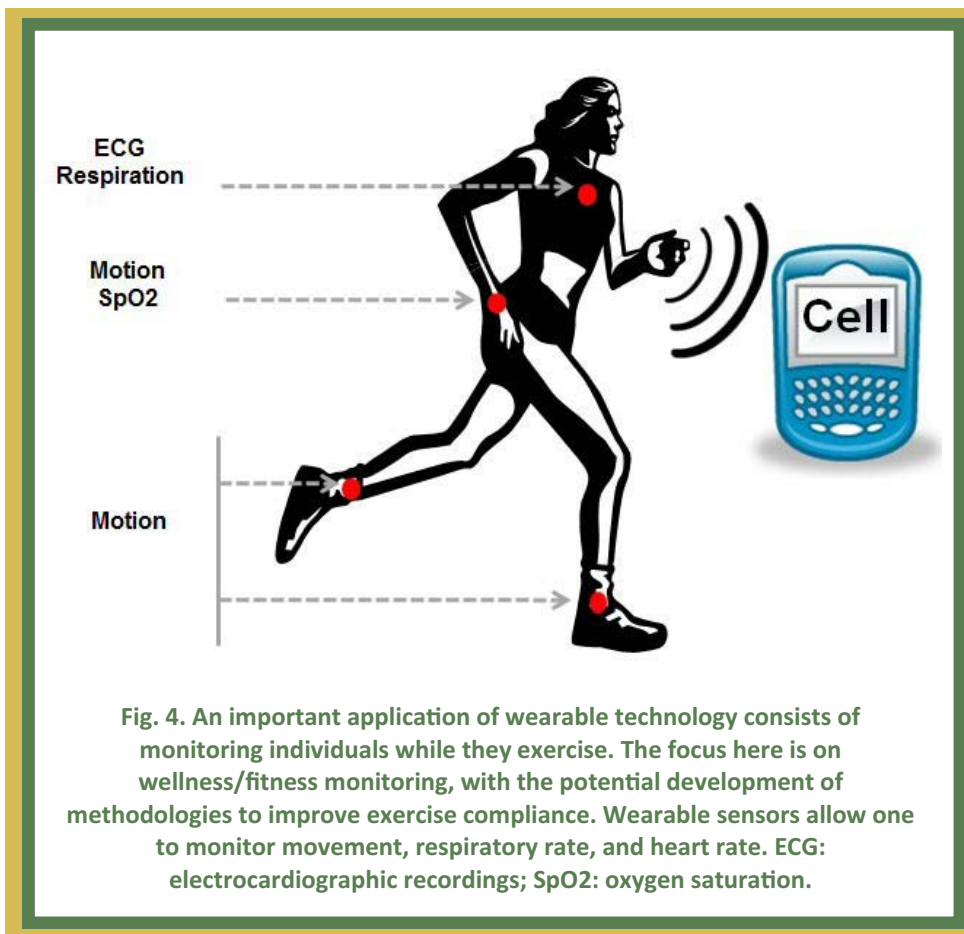 ECG
Respiration
Motion
SpO2
Cell
Motion
Fig. 4. An important application of wearable technology consists of
monitoring individuals while they exercise. The focus here is on
wellness/fitness monitoring, with the potential development of
methodologies to improve exercise compliance. Wearable sensors allow one
to monitor movement, respiratory rate, and heart rate. ECG:
electrocardiographic recordings; SpO2: oxygen saturation.